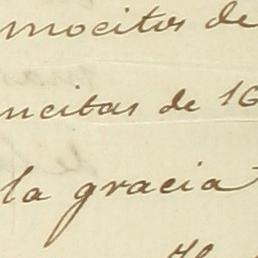 mocitos de
ncitas de 16
la gracia